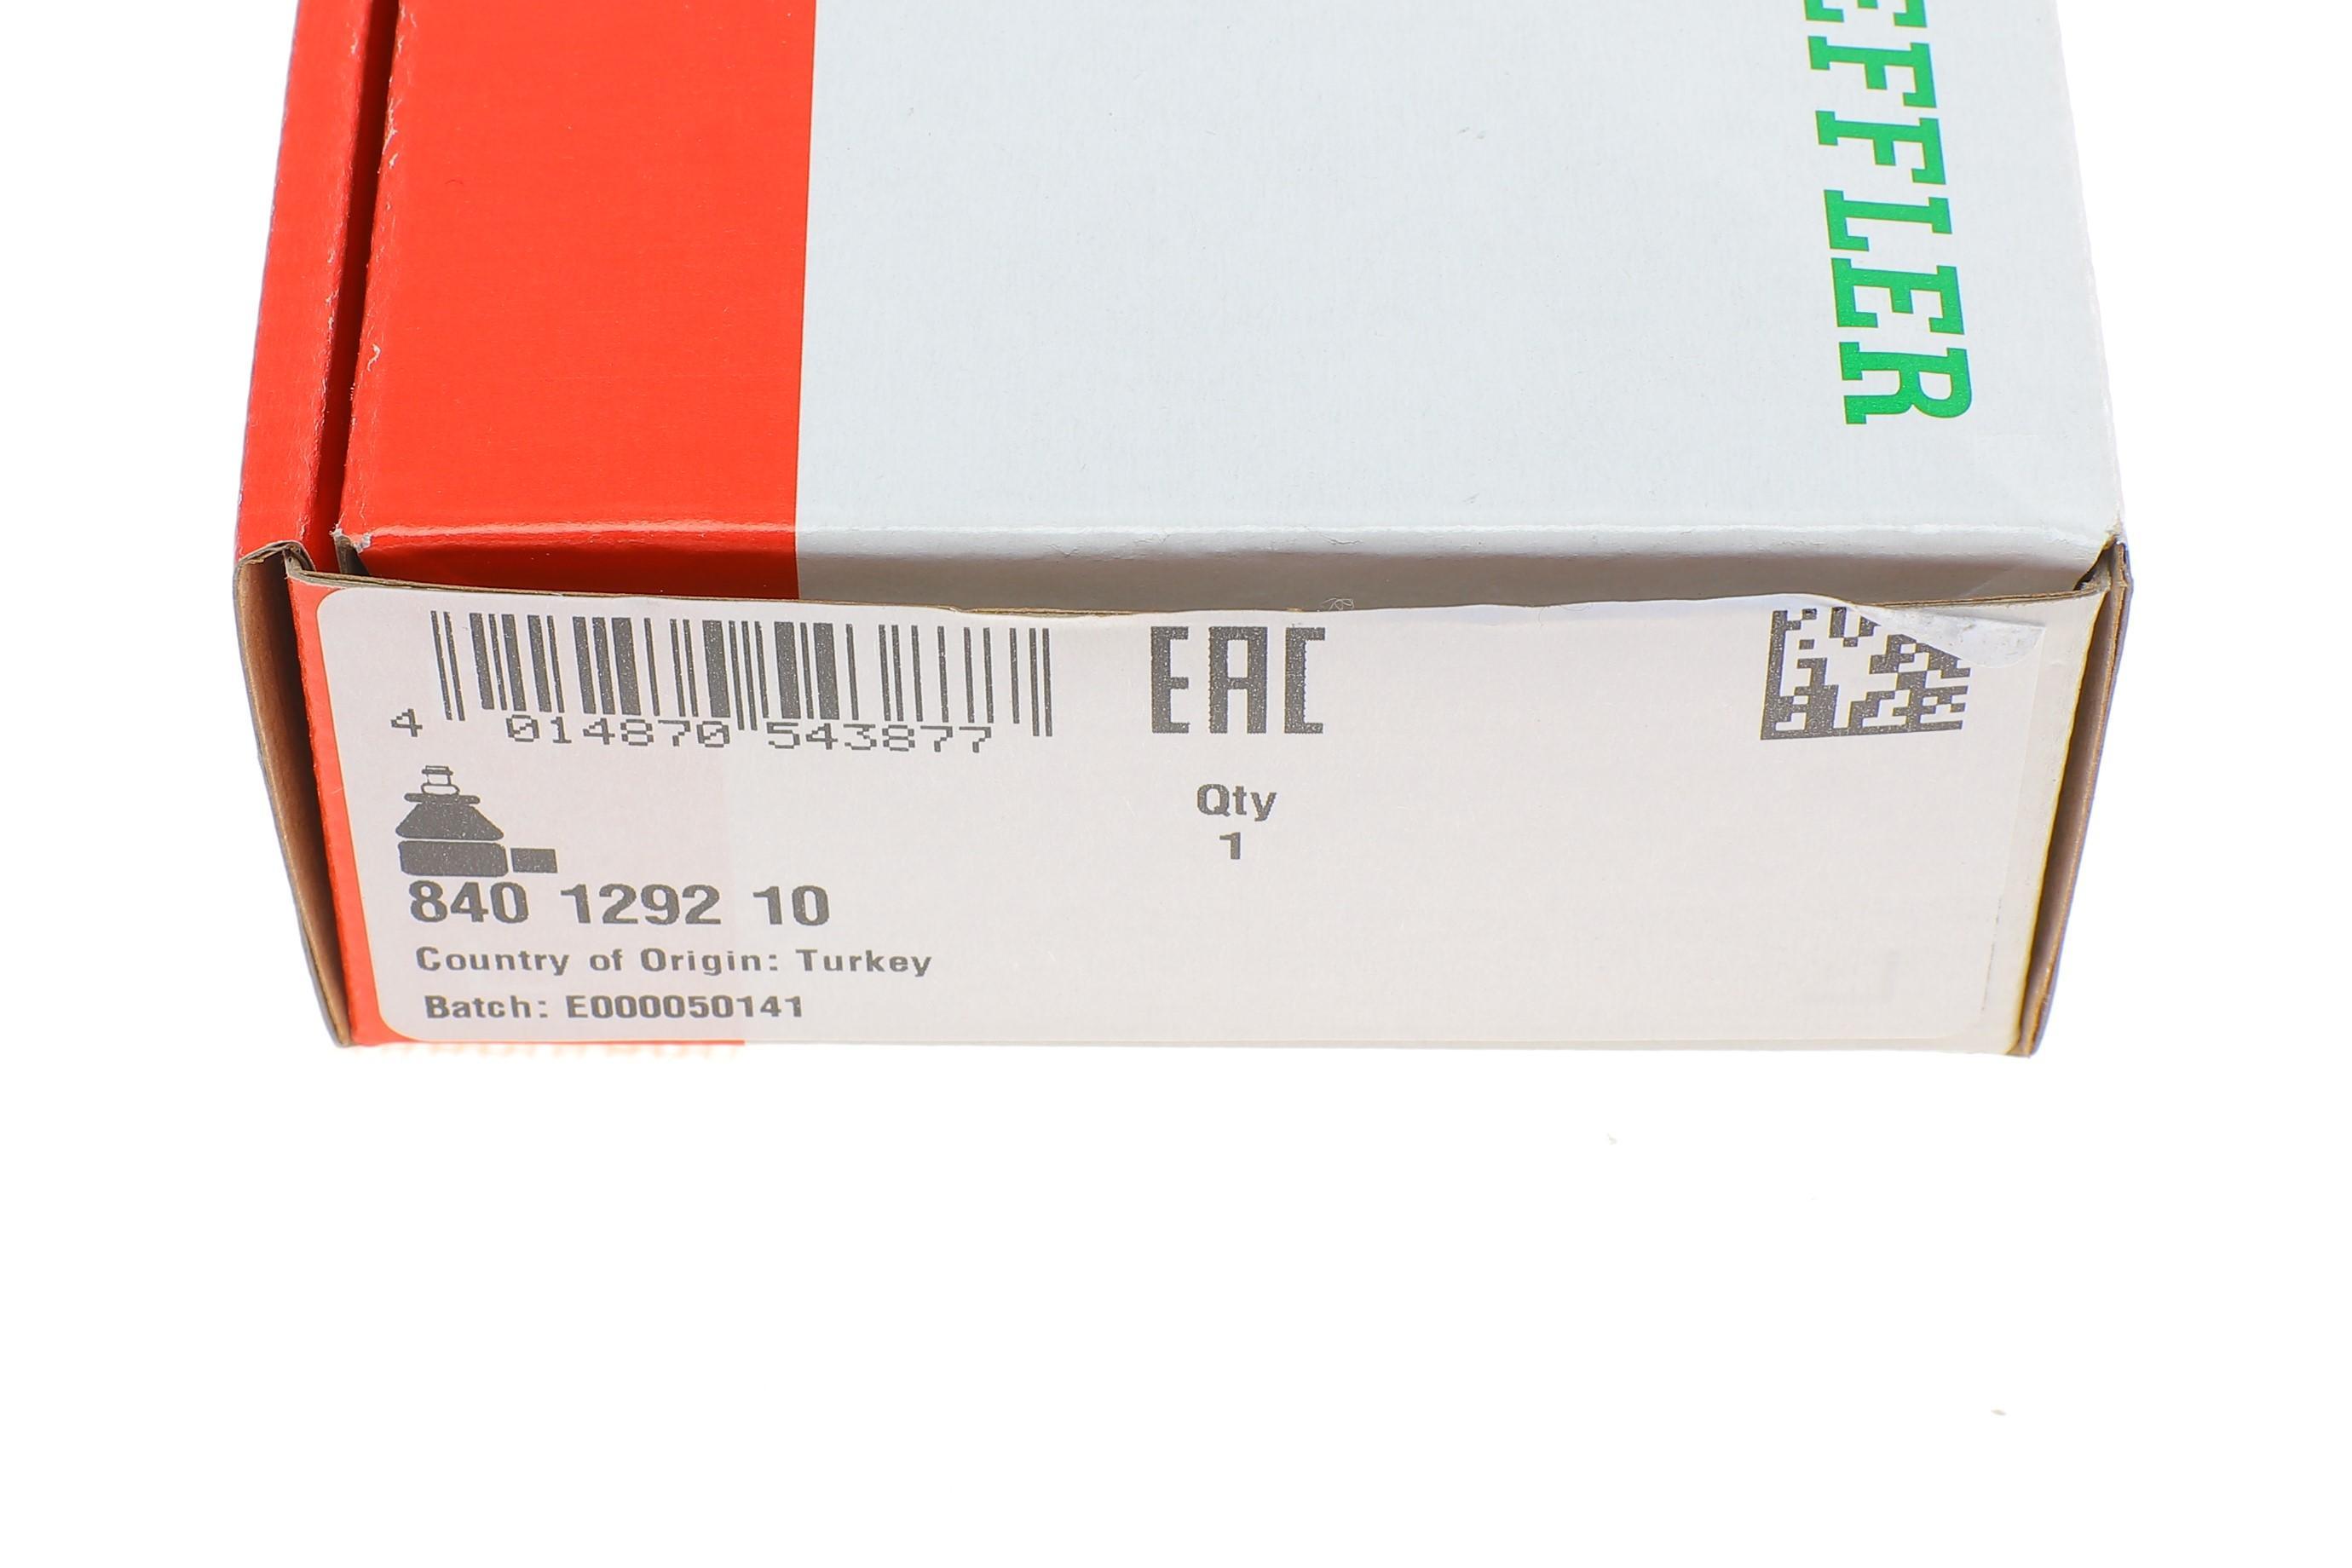 EFFLER
4 014870 543877
EAC
Qty
1
840 1292 10
Country of Origin: Turkey
Batch: E000050141